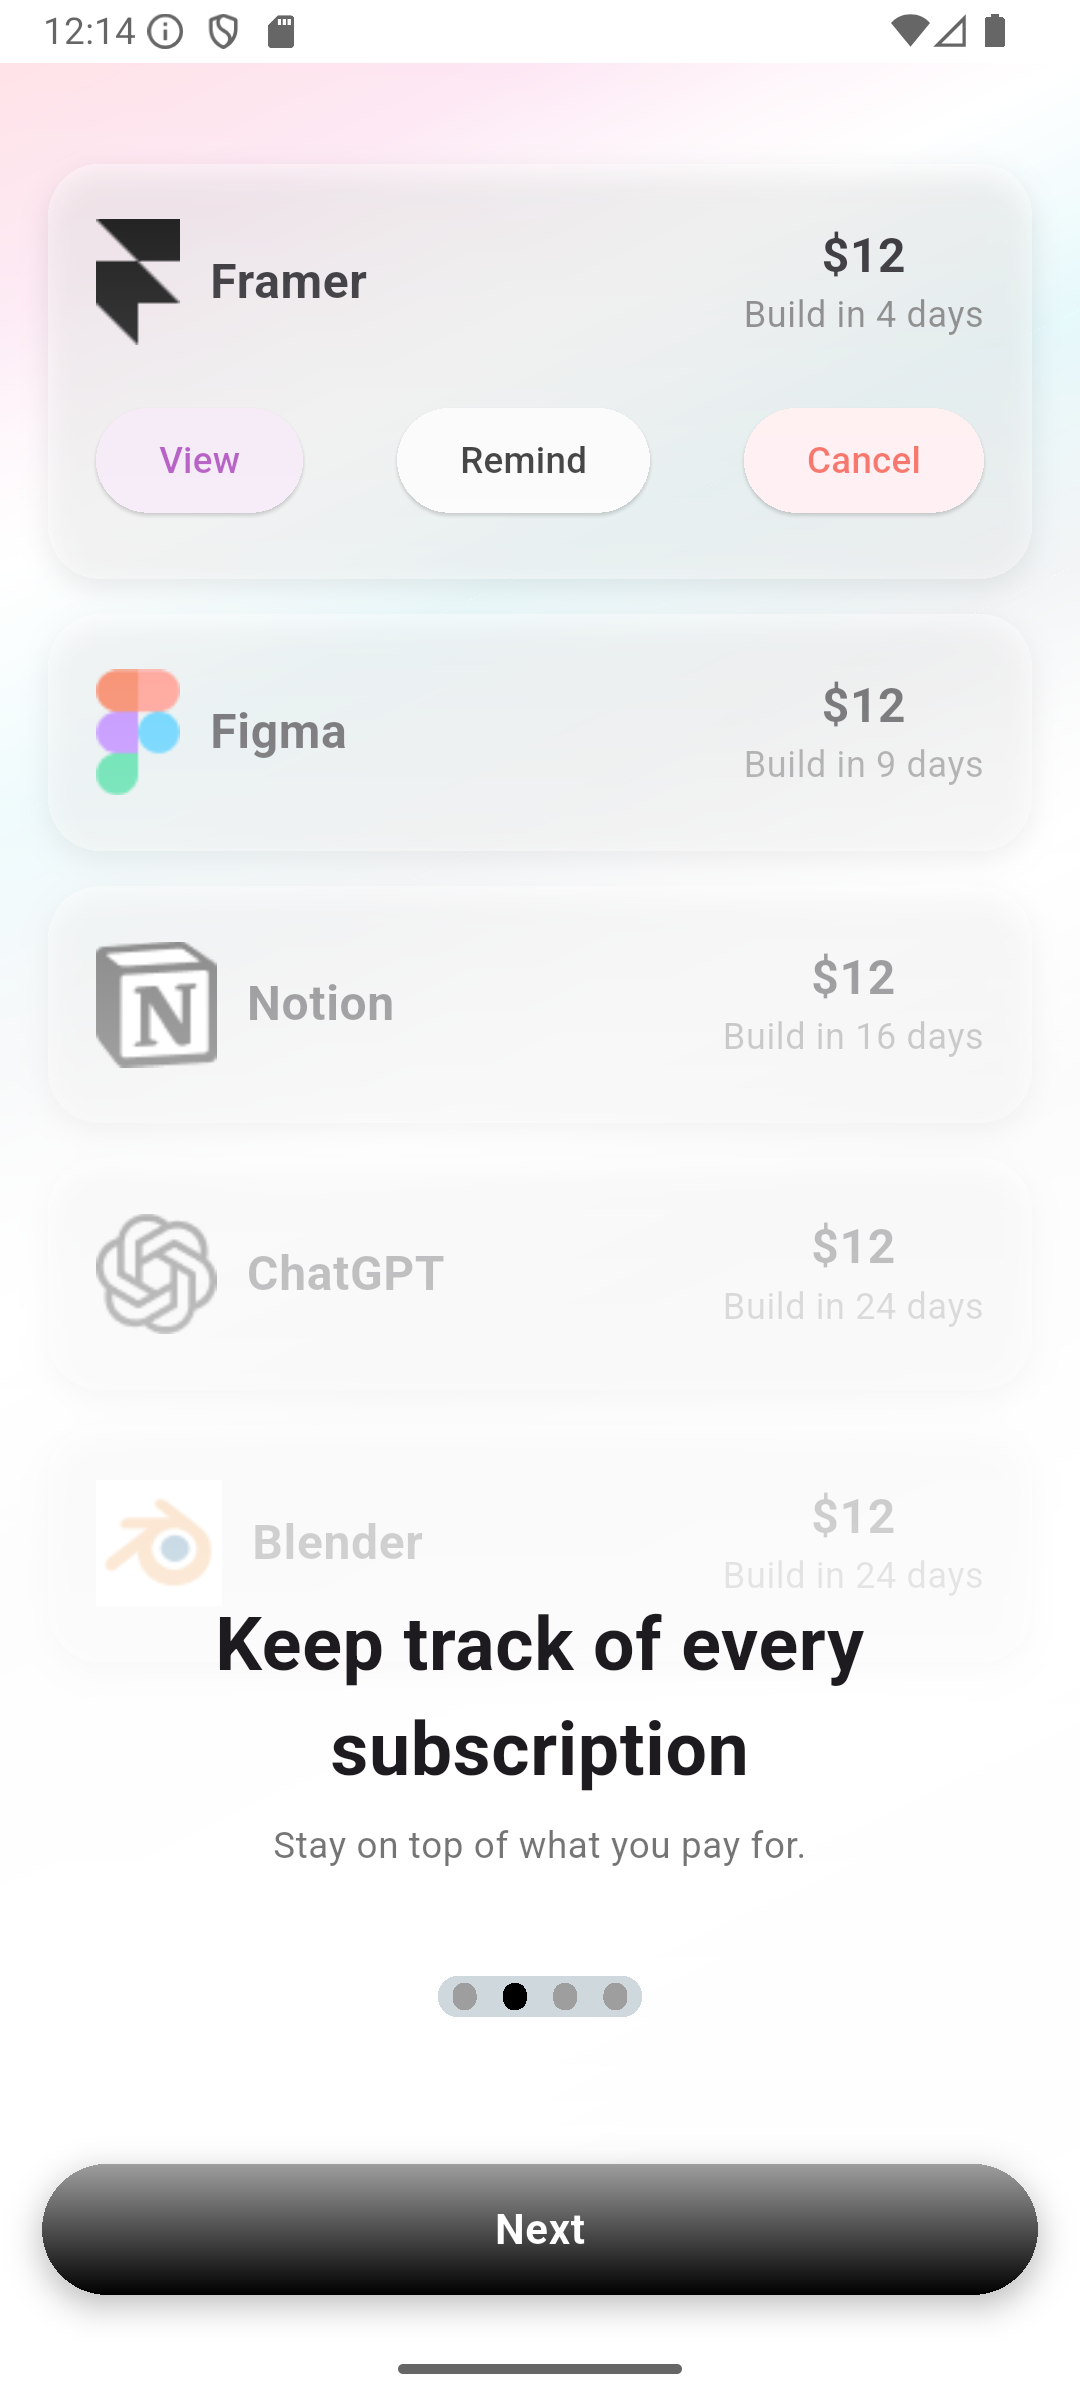 12:14
Framer
$12
Build in 4 days
View
Remind
Cancel
Figma
$12
Build in 9 days
N
Notion
$12
Build in 16 days
ChatGPT
$12
Build in 24 days
Blender
$12
Build in 24 days
Keep track of every
subscription
Stay on top of what you pay for.
Next